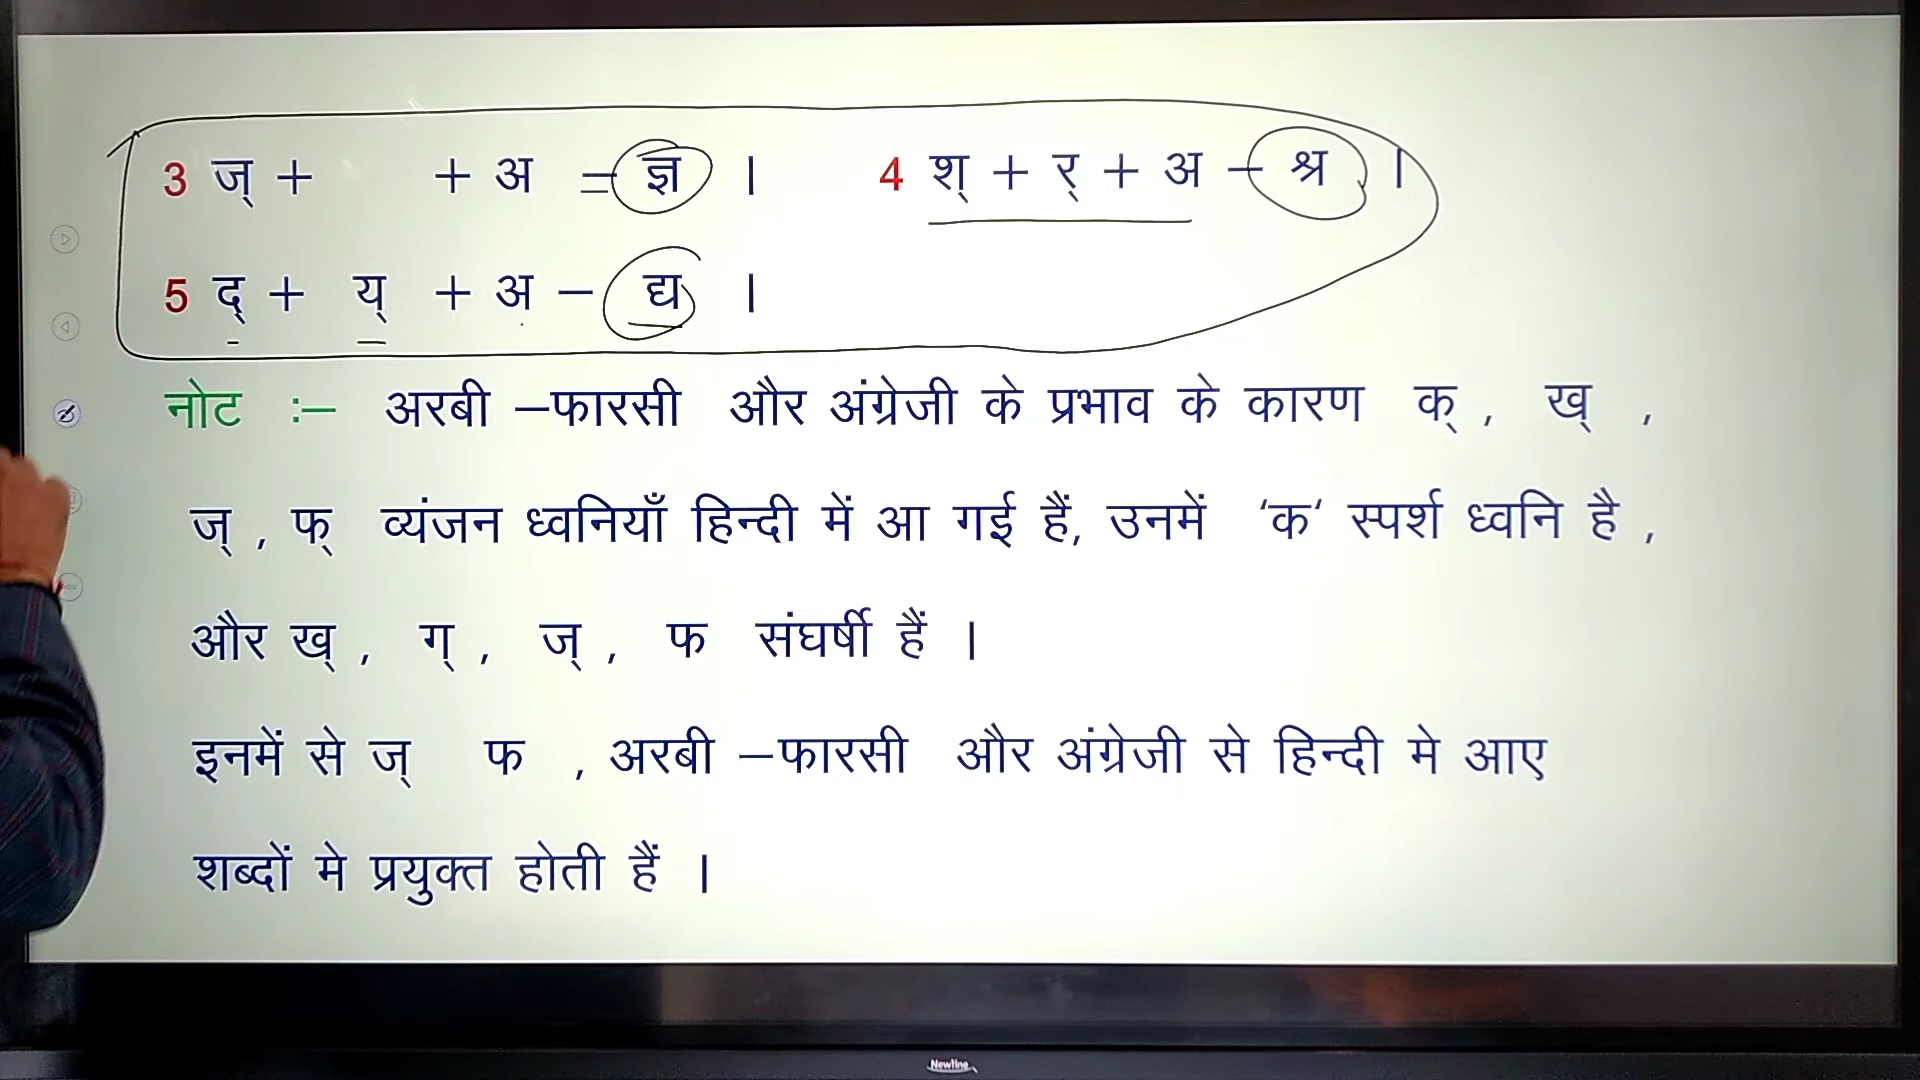 3 ज् + + अ = ज्ञ । 4 श् + र् + अ – श्र ।
5 द् + य् + अ – द्य ।
नोट :– अरबी –फारसी और अंग्रेजी के प्रभाव के कारण क् , ख् ,
ज् , फ् व्यंजन ध्वनियाँ हिन्दी में आ गई हैं, उनमें ‘क‘ स्पर्श ध्वनि है ,
और ख् , ग् , ज् , फ संघर्षी हैं ।
इनमें से ज् फ , अरबी –फारसी और अंग्रेजी से हिन्दी मे आए
शब्दों मे प्रयुक्त होती हैं ।
Newline